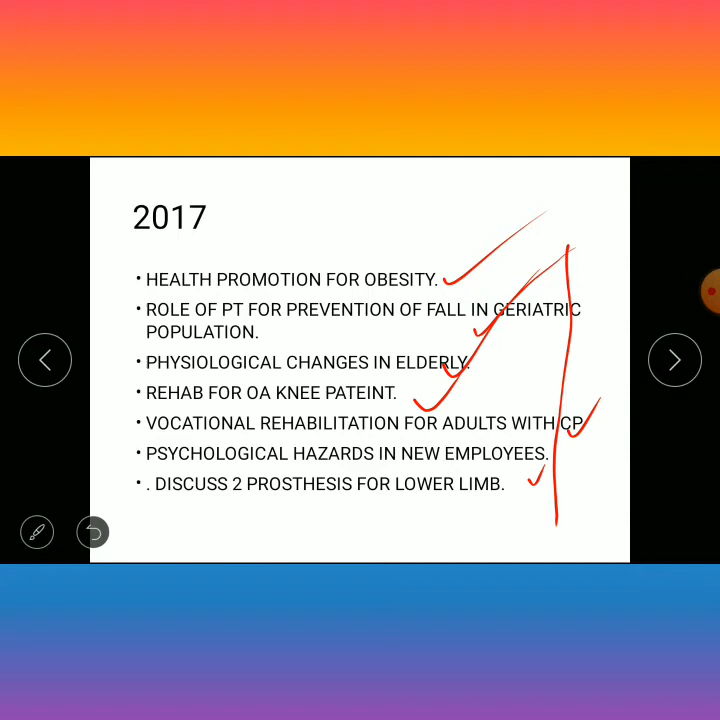 2017
• HEALTH PROMOTION FOR OBESITY.
• ROLE OF PT FOR PREVENTION OF FALL IN GERIATRIC
POPULATION.
• PHYSIOLOGICAL CHANGES IN ELDERLY.
• REHAB FOR OA KNEE PATEINT.
• VOCATIONAL REHABILITATION FOR ADULTS WITH CP
• PSYCHOLOGICAL HAZARDS IN NEW EMPLOYEES.
• . DISCUSS 2 PROSTHESIS FOR LOWER LIMB.